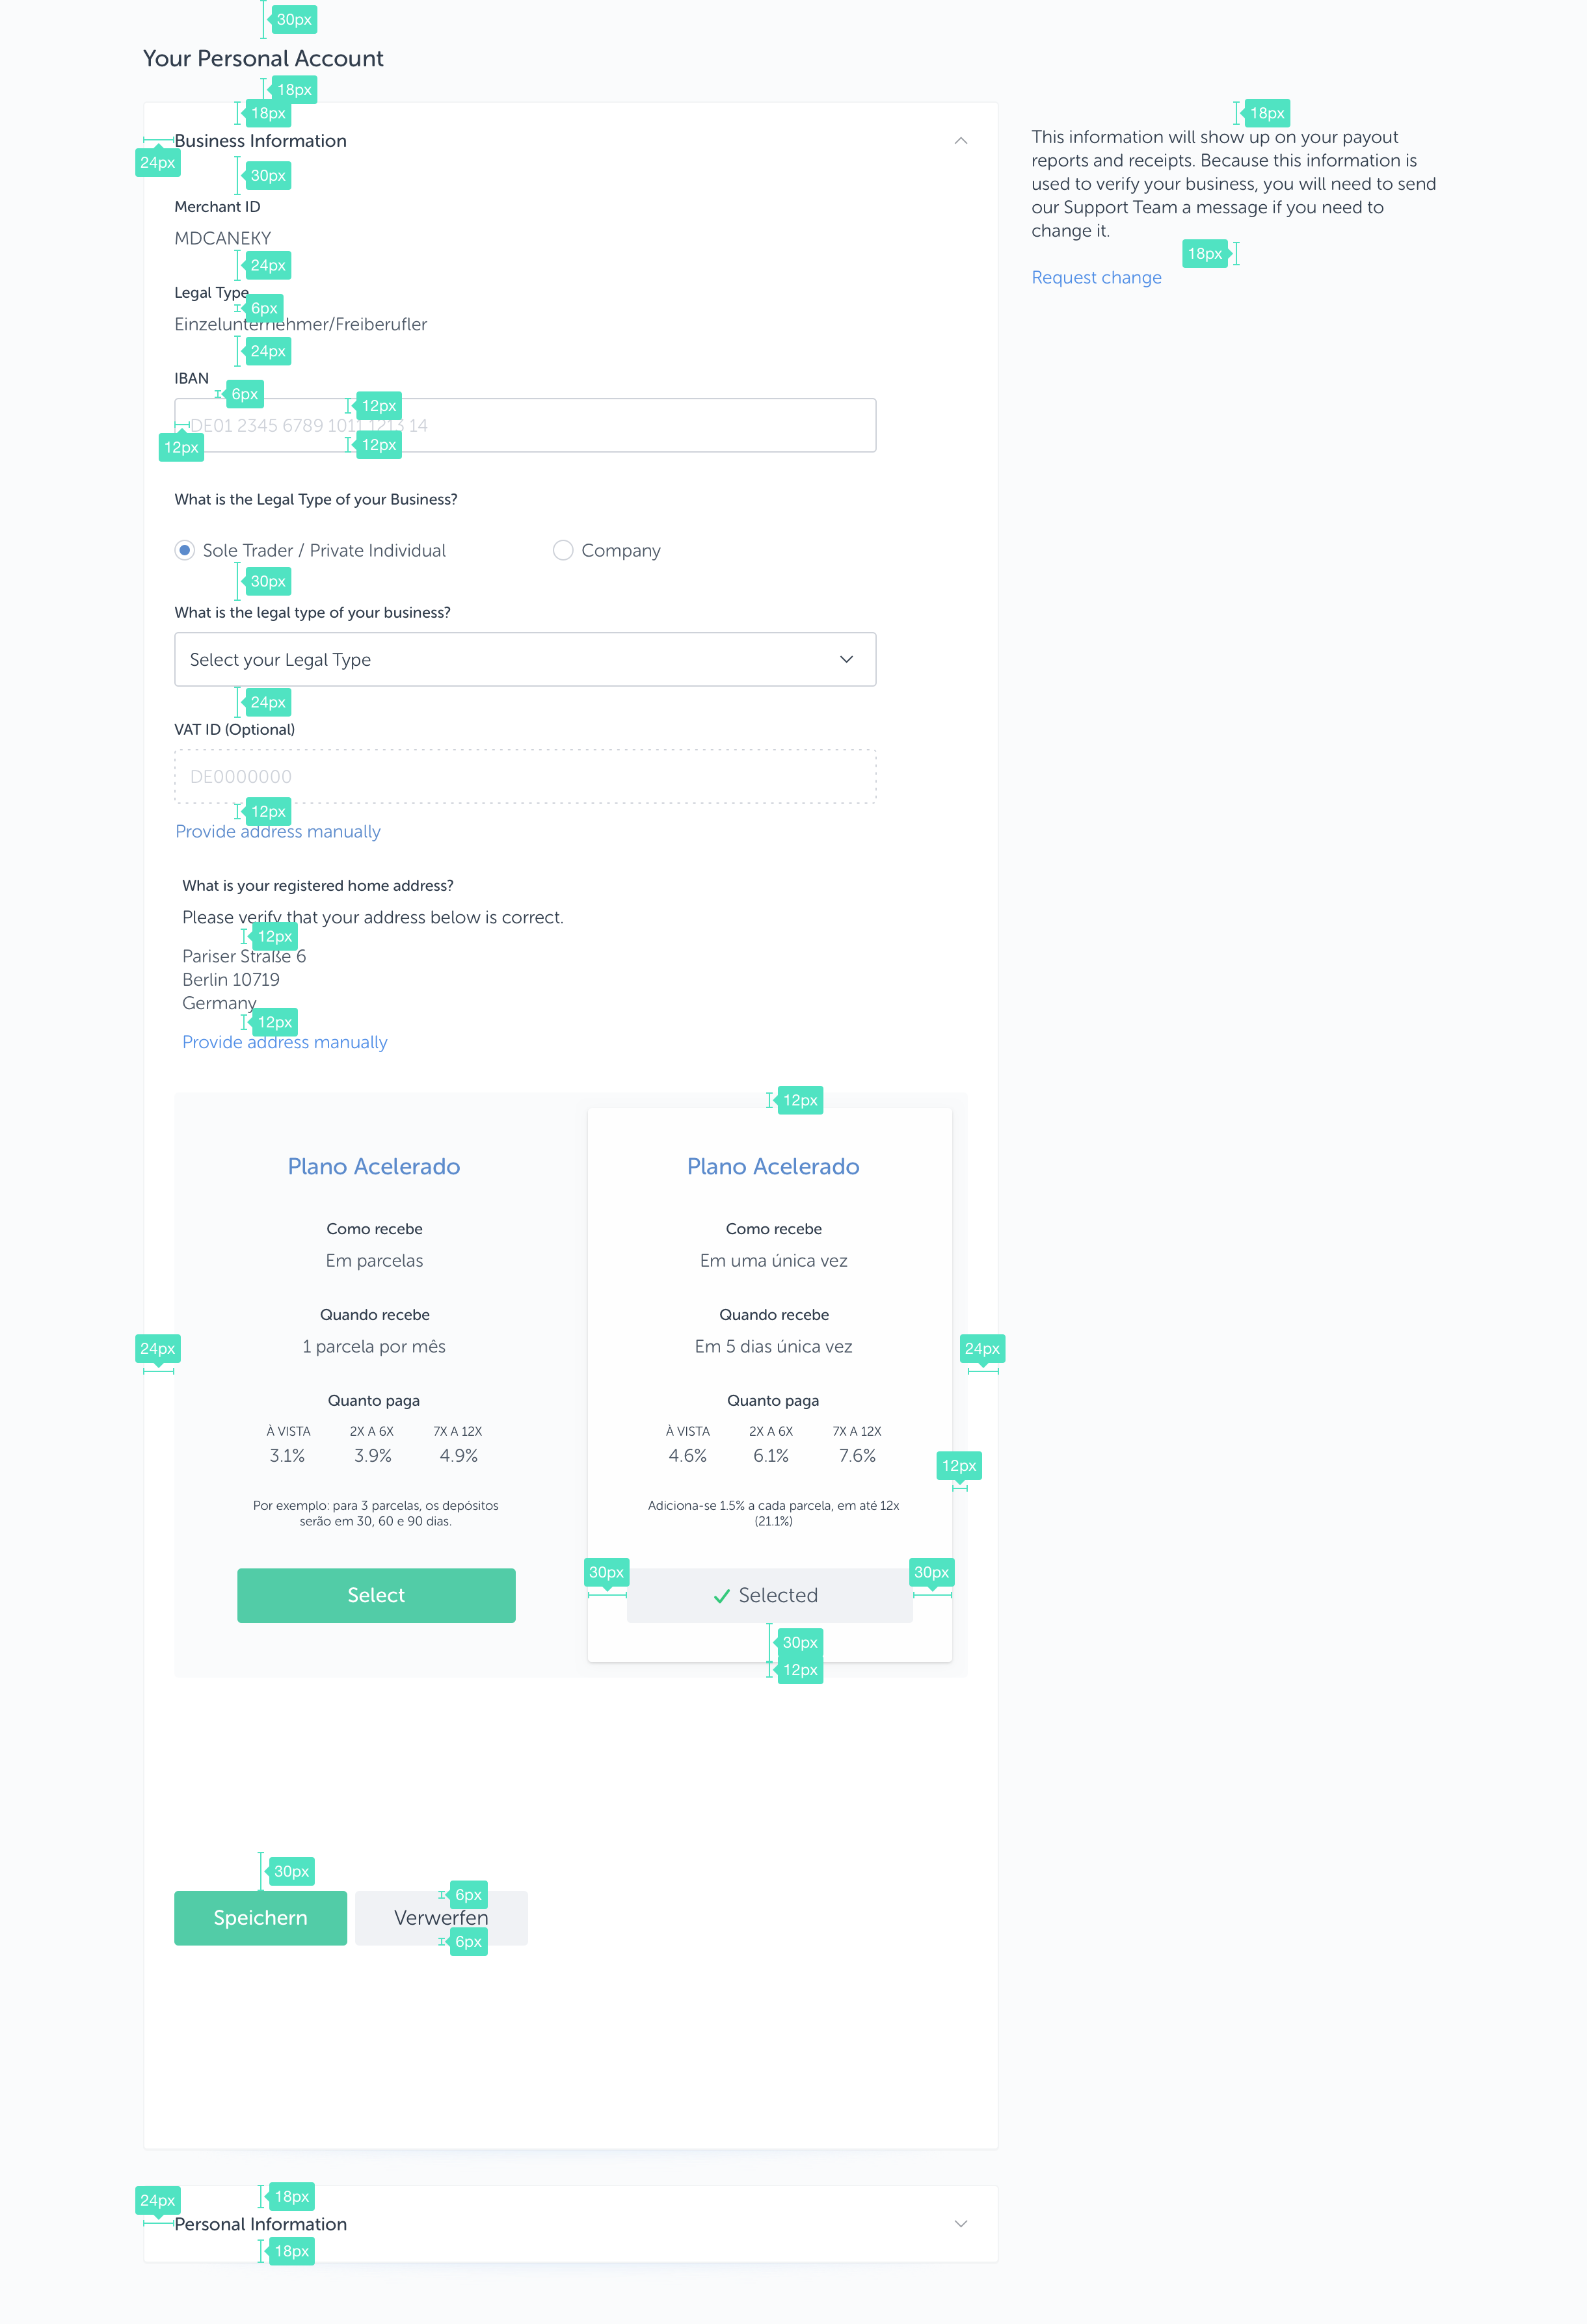 30px
Your Personal Account
18px
18px
18px
Business Information
24px
30px
This information will show up on your payout
reports and receipts. Because this information is
used to verify your business, you will need to send
our Support Team a message if you need to
change it.
18px
Request change
Merchant ID
MDCANEKY
24px
Legal Type
6px
Einzelunternehmer/Freiberufler
24px
IBAN
6px
12px
DE01 2345 6789 1011 1213 14
12px
12px
What is the Legal Type of your Business?
Sole Trader / Private Individual
Company
30px
What is the legal type of your business?
Select your Legal Type
24px
VAT ID (Optional)
DE0000000
12px
Provide address manually
What is your registered home address?
Please verify that your address below is correct.
12px
Pariser Straße 6
Berlin 10719
Germany
12px
Provide address manually
12px
Plano Acelerado
Como recebe
Em parcelas
Quando recebe
1 parcela por mês
24px
Quanto paga
À VISTA 2X A 6X 7X A 12X
3.1% 3.9% 4.9%
Por exemplo: para 3 parcelas, os depósitos
serão em 30, 60 e 90 dias.
Select
Plano Acelerado
Como recebe
Em uma única vez
Quando recebe
Em 5 dias única vez
24px
Quanto paga
À VISTA 2X A 6X 7X A 12X
4.6% 6.1% 7.6%
12px
Adiciona-se 1.5% a cada parcela, em até 12x
(21.1%)
30px
30px
Selected
30px
12px
30px
Speichern
6px
Verwerfen
6px
24px
18px
Personal Information
18px